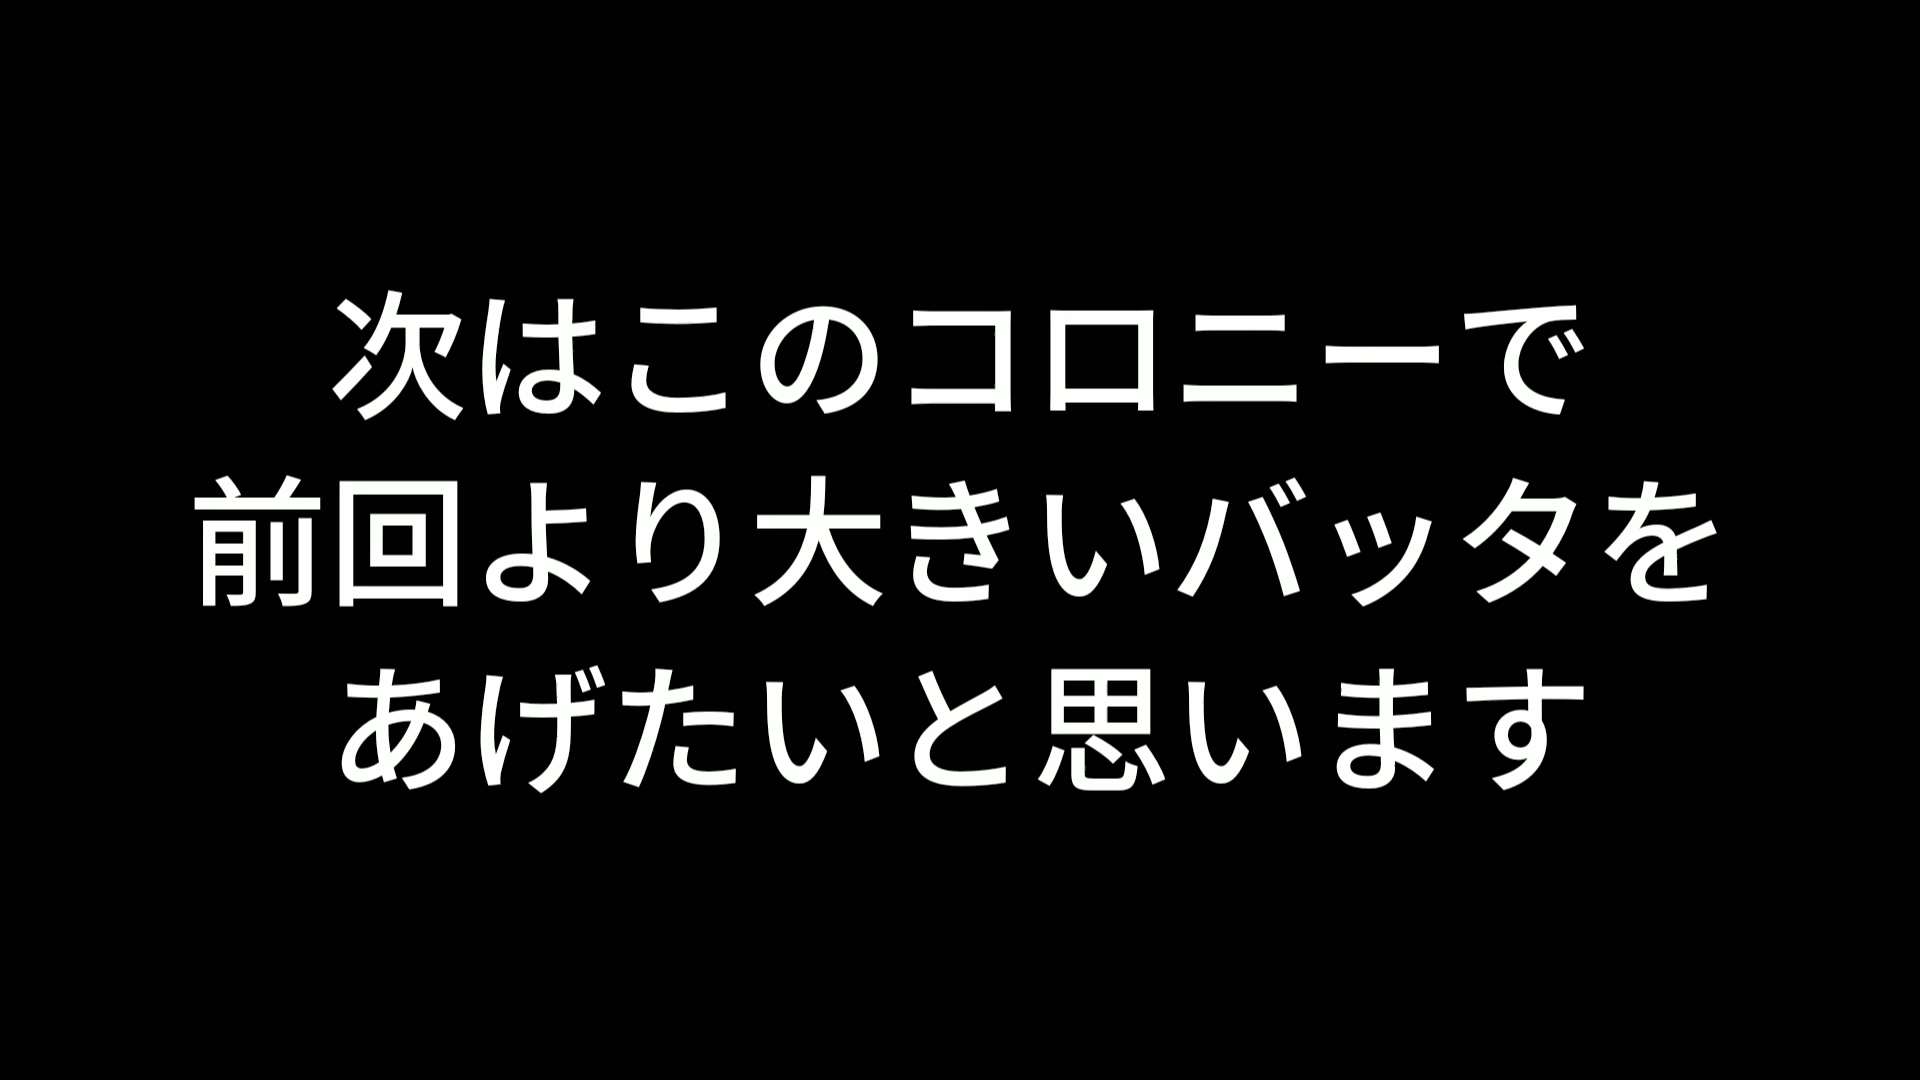 次はこのコロニーで
前回より大きいバッタを
あげたいと思います